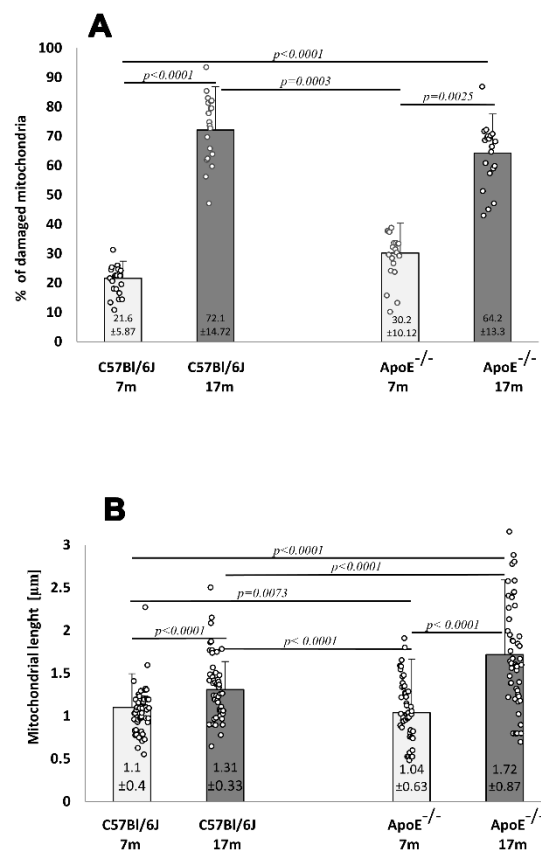 A
p<0.0001
p<0.0001
p=0.0003
p=0.0025
100
90
80
70
60
50
40
30
20
10
0
% of damaged mitochondria
21.6
±5.87
72.1
±14.72
30.2
±10.12
64.2
±13.3
C57Bl/6J
7m
C57Bl/6J
17m
ApoE-/-
7m
ApoE-/-
17m
B
p<0.0001
p<0.0001
p=0.0073
p<0.0001
p< 0.0001
p< 0.0001
3
2.5
2
1.5
1
0.5
0
Mitochondrial lenght [µm]
1.1
±0.4
1.31
±0.33
1.04
±0.63
1.72
±0.87
C57Bl/6J
7m
C57Bl/6J
17m
ApoE-/-
7m
ApoE-/-
17m